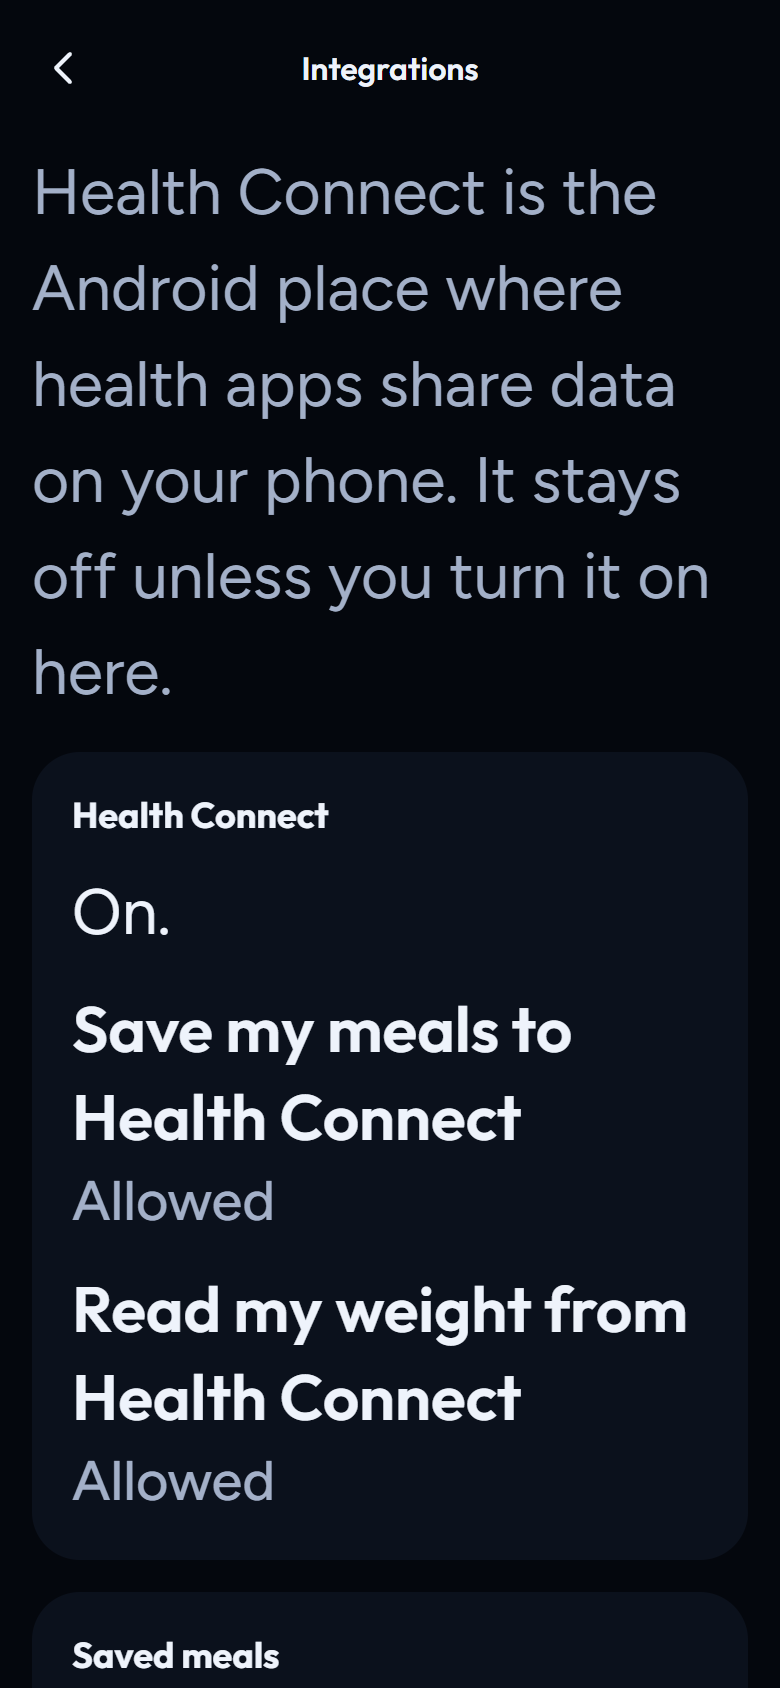 Integrations
Health Connect is the
Android place where
health apps share data
on your phone. It stays
off unless you turn it on
here.
Health Connect
On.
Save my meals to
Health Connect
Allowed
Read my weight from
Health Connect
Allowed
Saved meals